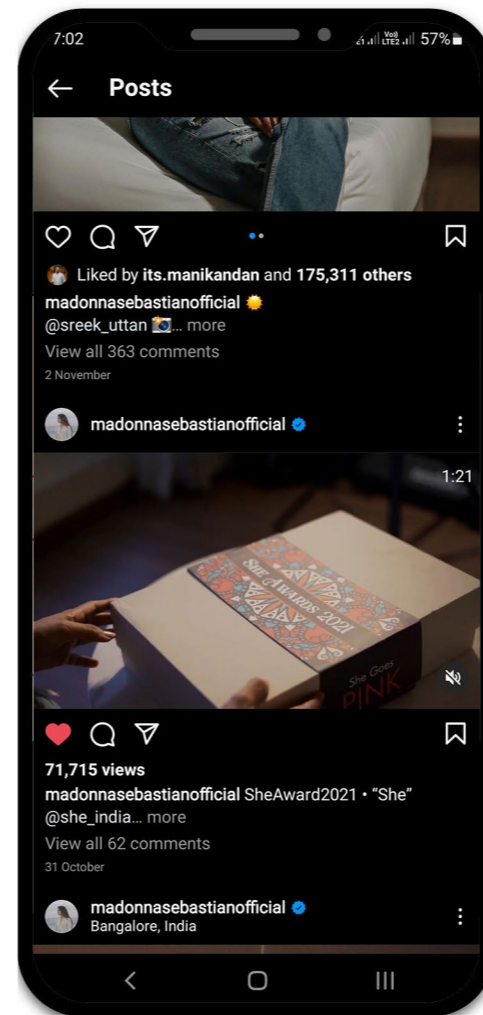 7:02
LTE2 57%
Posts
Liked by its.manikandan and 175,311 others
madonnasebastianofficial ☀️
@sreek_uttan 📸... more
View all 363 comments
2 November
madonnasebastianofficial
1:21
SHE AWARDS 2021
She Goes
PINK
71,715 views
madonnasebastianofficial SheAward2021 • “She”
@she_india... more
View all 62 comments
31 October
madonnasebastianofficial
Bangalore, India